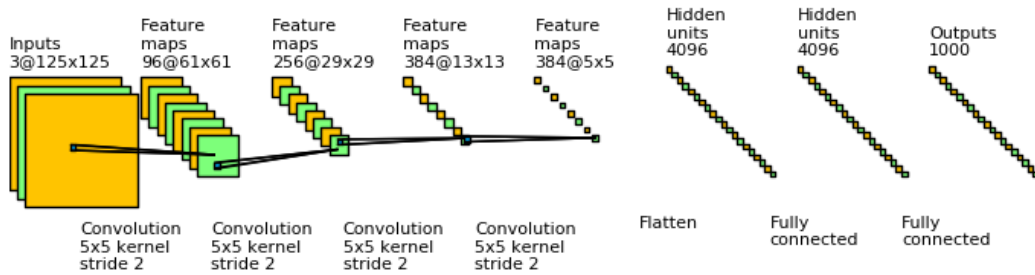 Inputs
3@125x125
Feature
maps
96@61x61
Feature
maps
256@29x29
Feature
maps
384@13x13
Feature
maps
384@5x5
Hidden
units
4096
Hidden
units
4096
Outputs
1000
Convolution
5x5 kernel
stride 2
Convolution
5x5 kernel
stride 2
Convolution
5x5 kernel
stride 2
Convolution
5x5 kernel
stride 2
Flatten
Fully
connected
Fully
connected